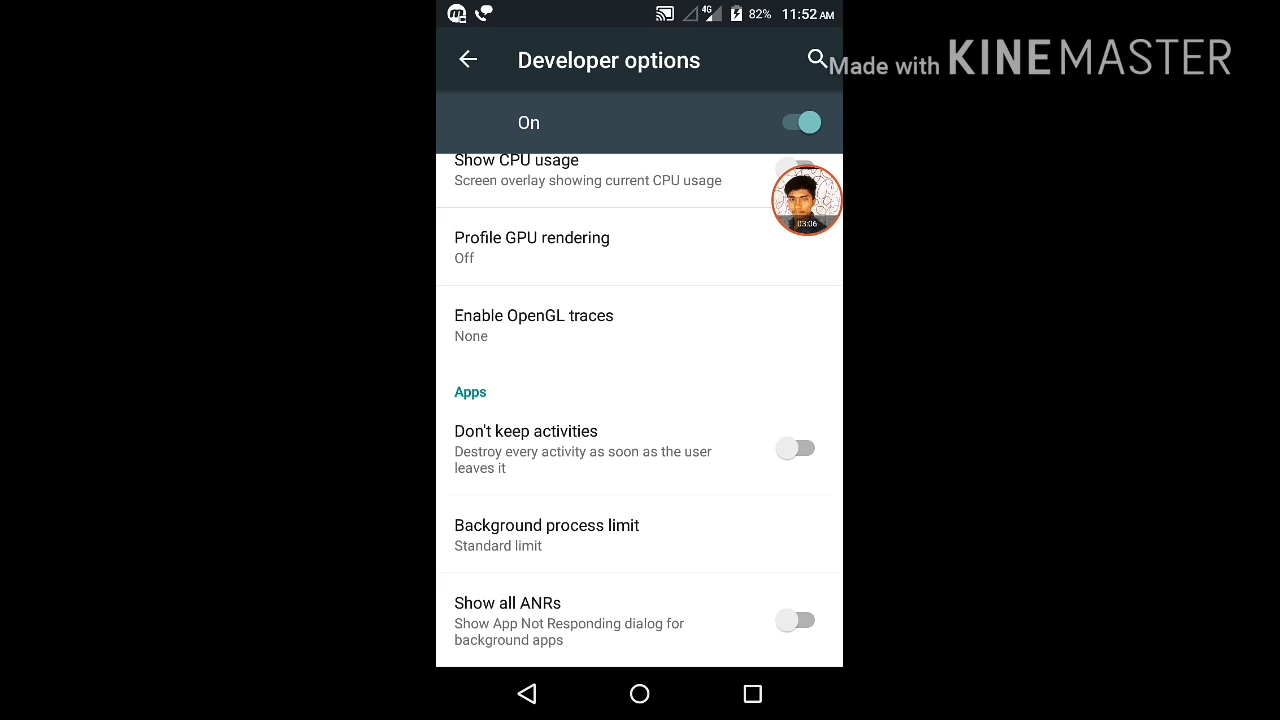 82% 11:52 AM
4G
Developer options
Made with KINEMASTER
On
Show CPU usage
Screen overlay showing current CPU usage
03:06
Profile GPU rendering
Off
Enable OpenGL traces
None
Apps
Don't keep activities
Destroy every activity as soon as the user
leaves it
Background process limit
Standard limit
Show all ANRs
Show App Not Responding dialog for
background apps